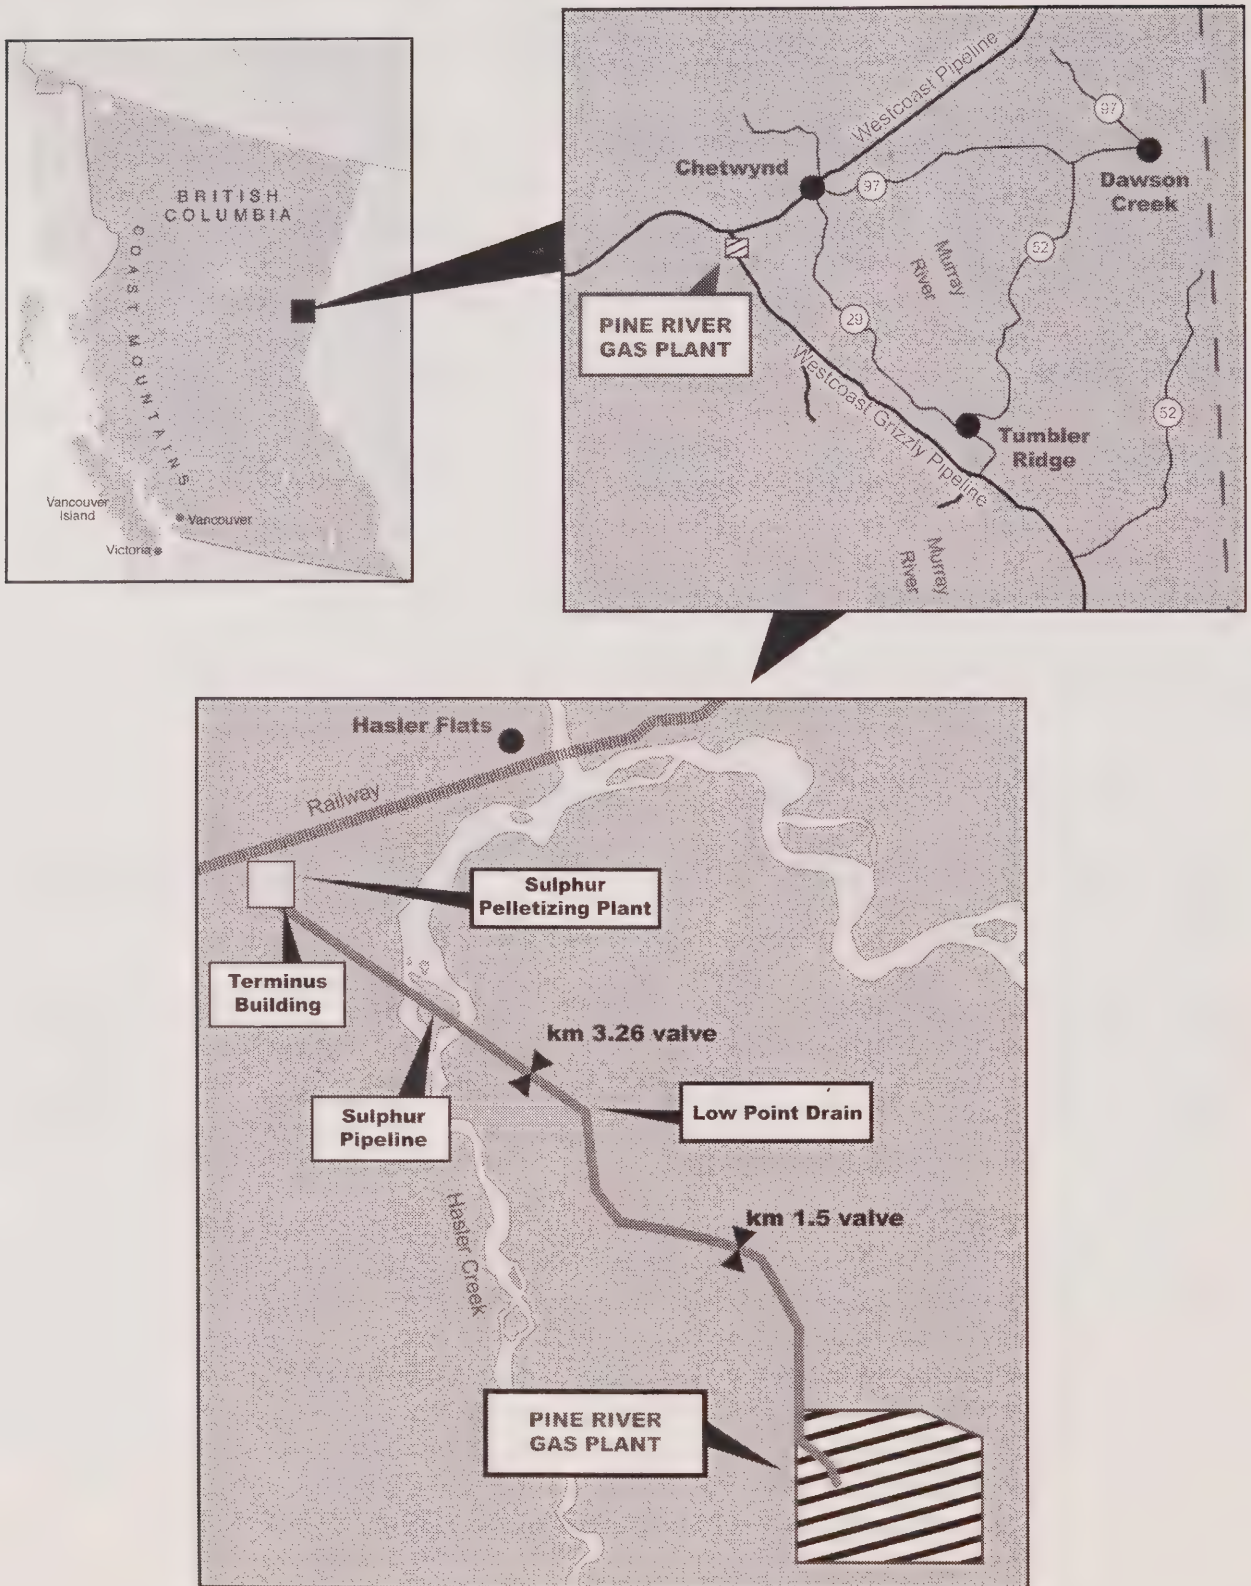 BRITISH
COLUMBIA
COAST MOUNTAINS
Vancouver
Island
Vancouver
Victoria
Westcoast Pipeline
97
Chetwynd
97
Dawson
Creek
Murray
River
52
PINE RIVER
GAS PLANT
29
Westcoast Grizzly Pipeline
52
Tumbler
Ridge
Murray
River
Hasler Flats
Railway
Sulphur
Pelletizing Plant
Terminus
Building
km 3.26 valve
Sulphur
Pipeline
Low Point Drain
Hasler Creek
km 1.5 valve
PINE RIVER
GAS PLANT